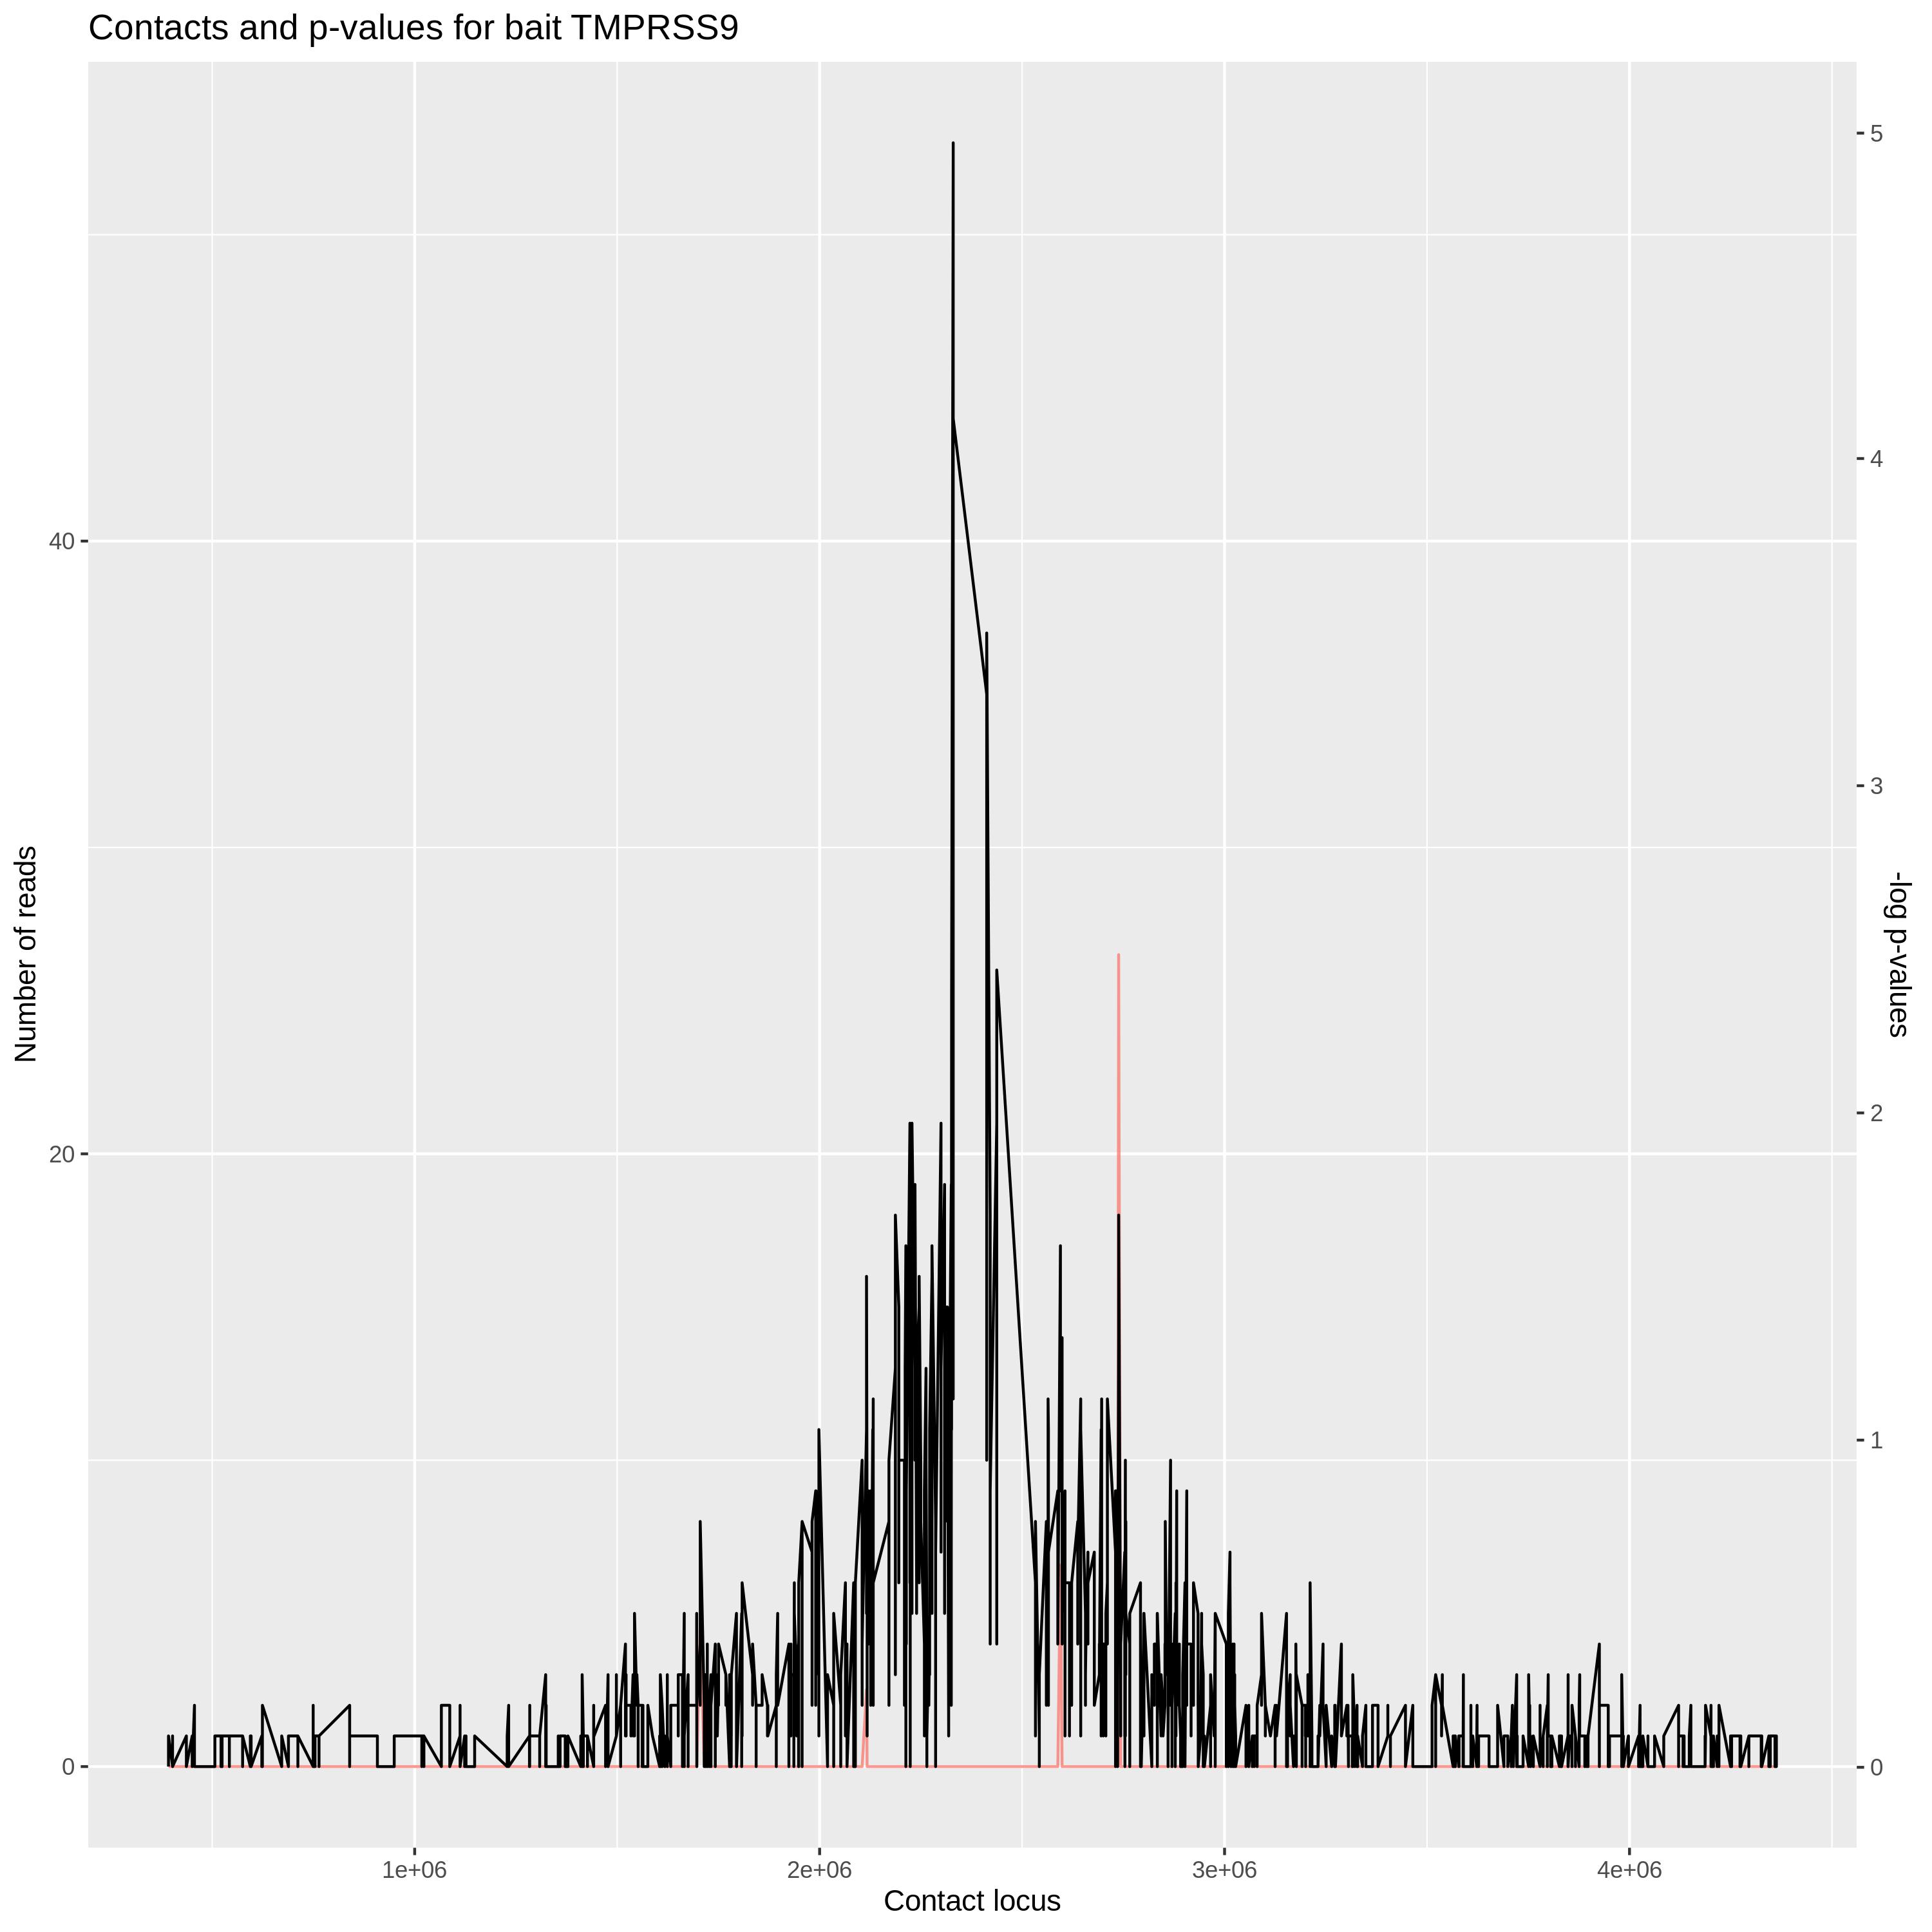 Contacts and p-values for bait TMPRSS9
Number of reads
40
20
0
5
4
3
2
1
0
-log p-values
1e+06
2e+06
3e+06
4e+06
Contact locus